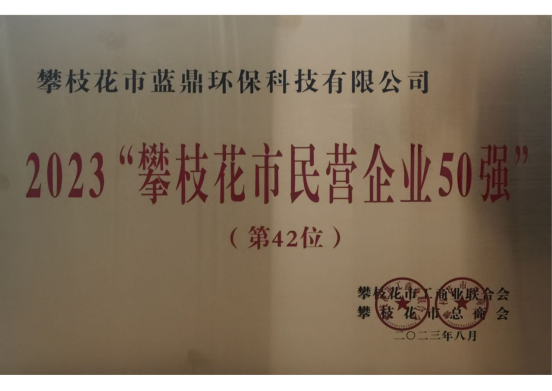 攀枝花市蓝鼎环保科技有限公司
2023“攀枝花市民营企业50强”
（第42位）
攀枝花市工商业联合会
攀枝花市总商会
二〇二三年八月